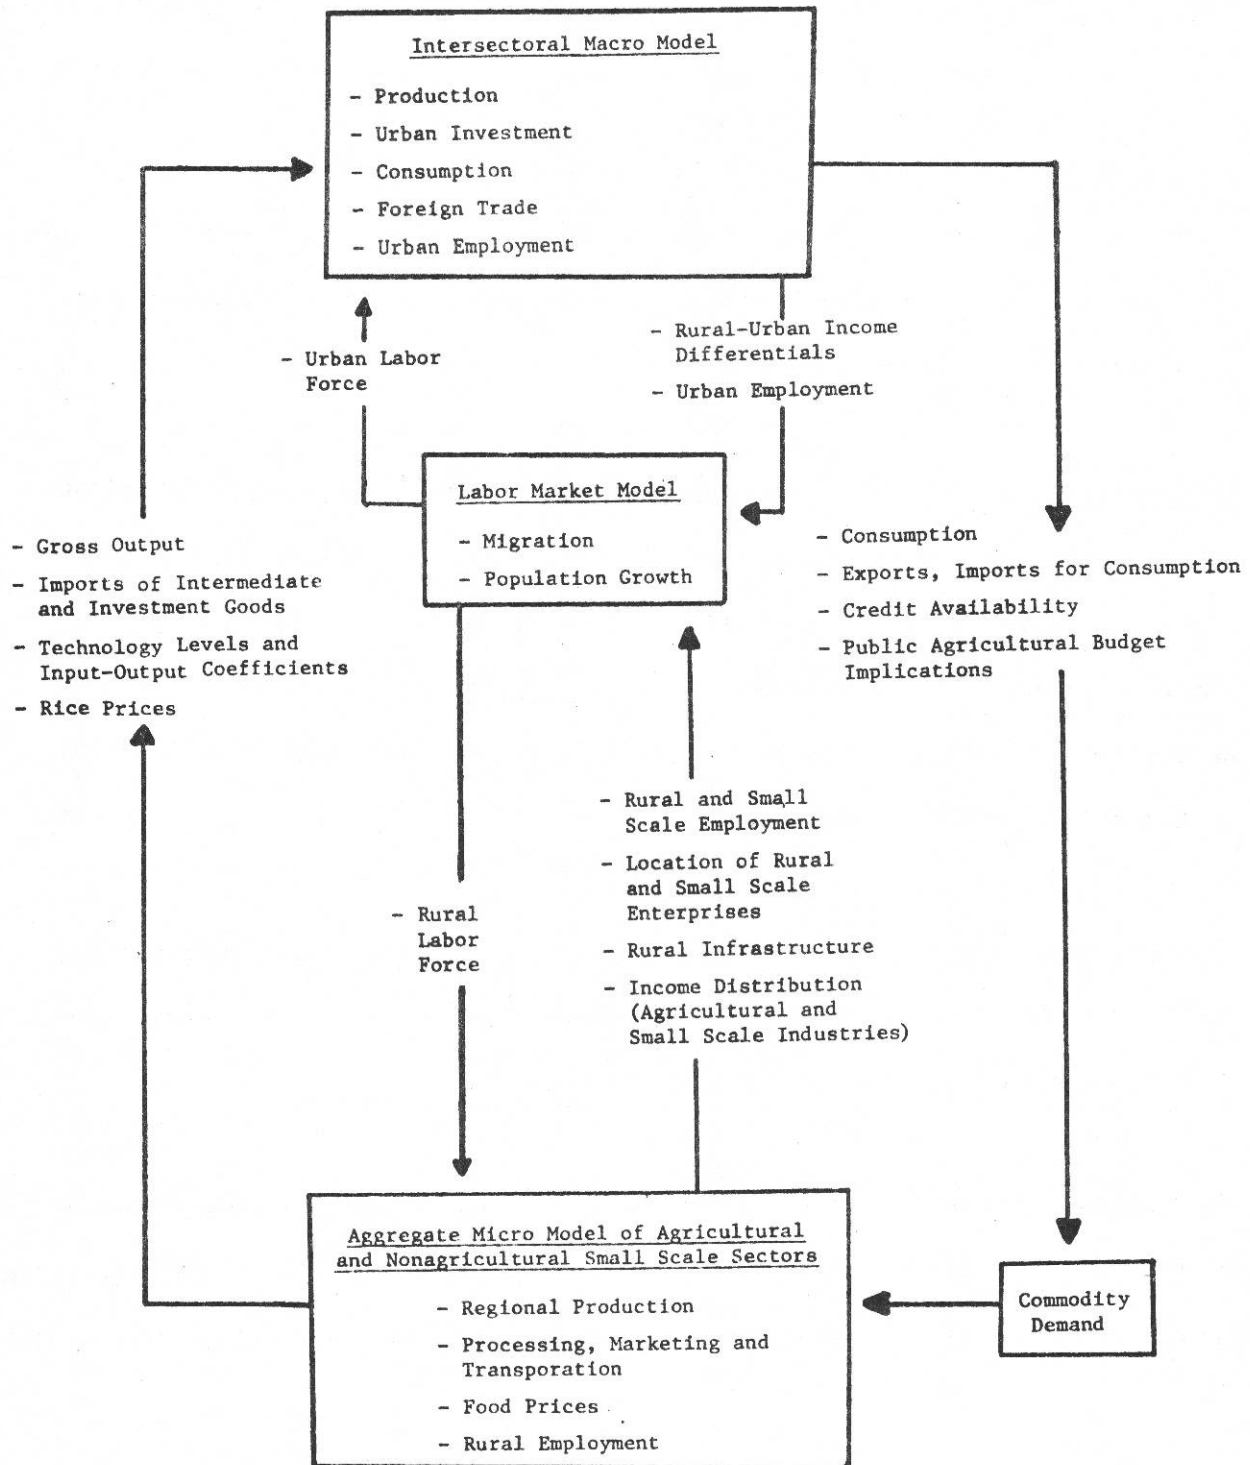 Intersectoral Macro Model
- Production
- Urban Investment
- Consumption
- Foreign Trade
- Urban Employment
- Urban Labor
Force
- Rural-Urban Income
Differentials
- Urban Employment
Labor Market Model
- Migration
- Population Growth
- Gross Output
- Imports of Intermediate
and Investment Goods
- Technology Levels and
Input-Output Coefficients
- Rice Prices
- Consumption
- Exports, Imports for Consumption
- Credit Availability
- Public Agricultural Budget
Implications
- Rural
Labor
Force
- Rural and Small
Scale Employment
- Location of Rural
and Small Scale
Enterprises
- Rural Infrastructure
- Income Distribution
(Agricultural and
Small Scale Industries)
Aggregate Micro Model of Agricultural
and Nonagricultural Small Scale Sectors
- Regional Production
- Processing, Marketing and
Transporation
- Food Prices
- Rural Employment
Commodity
Demand